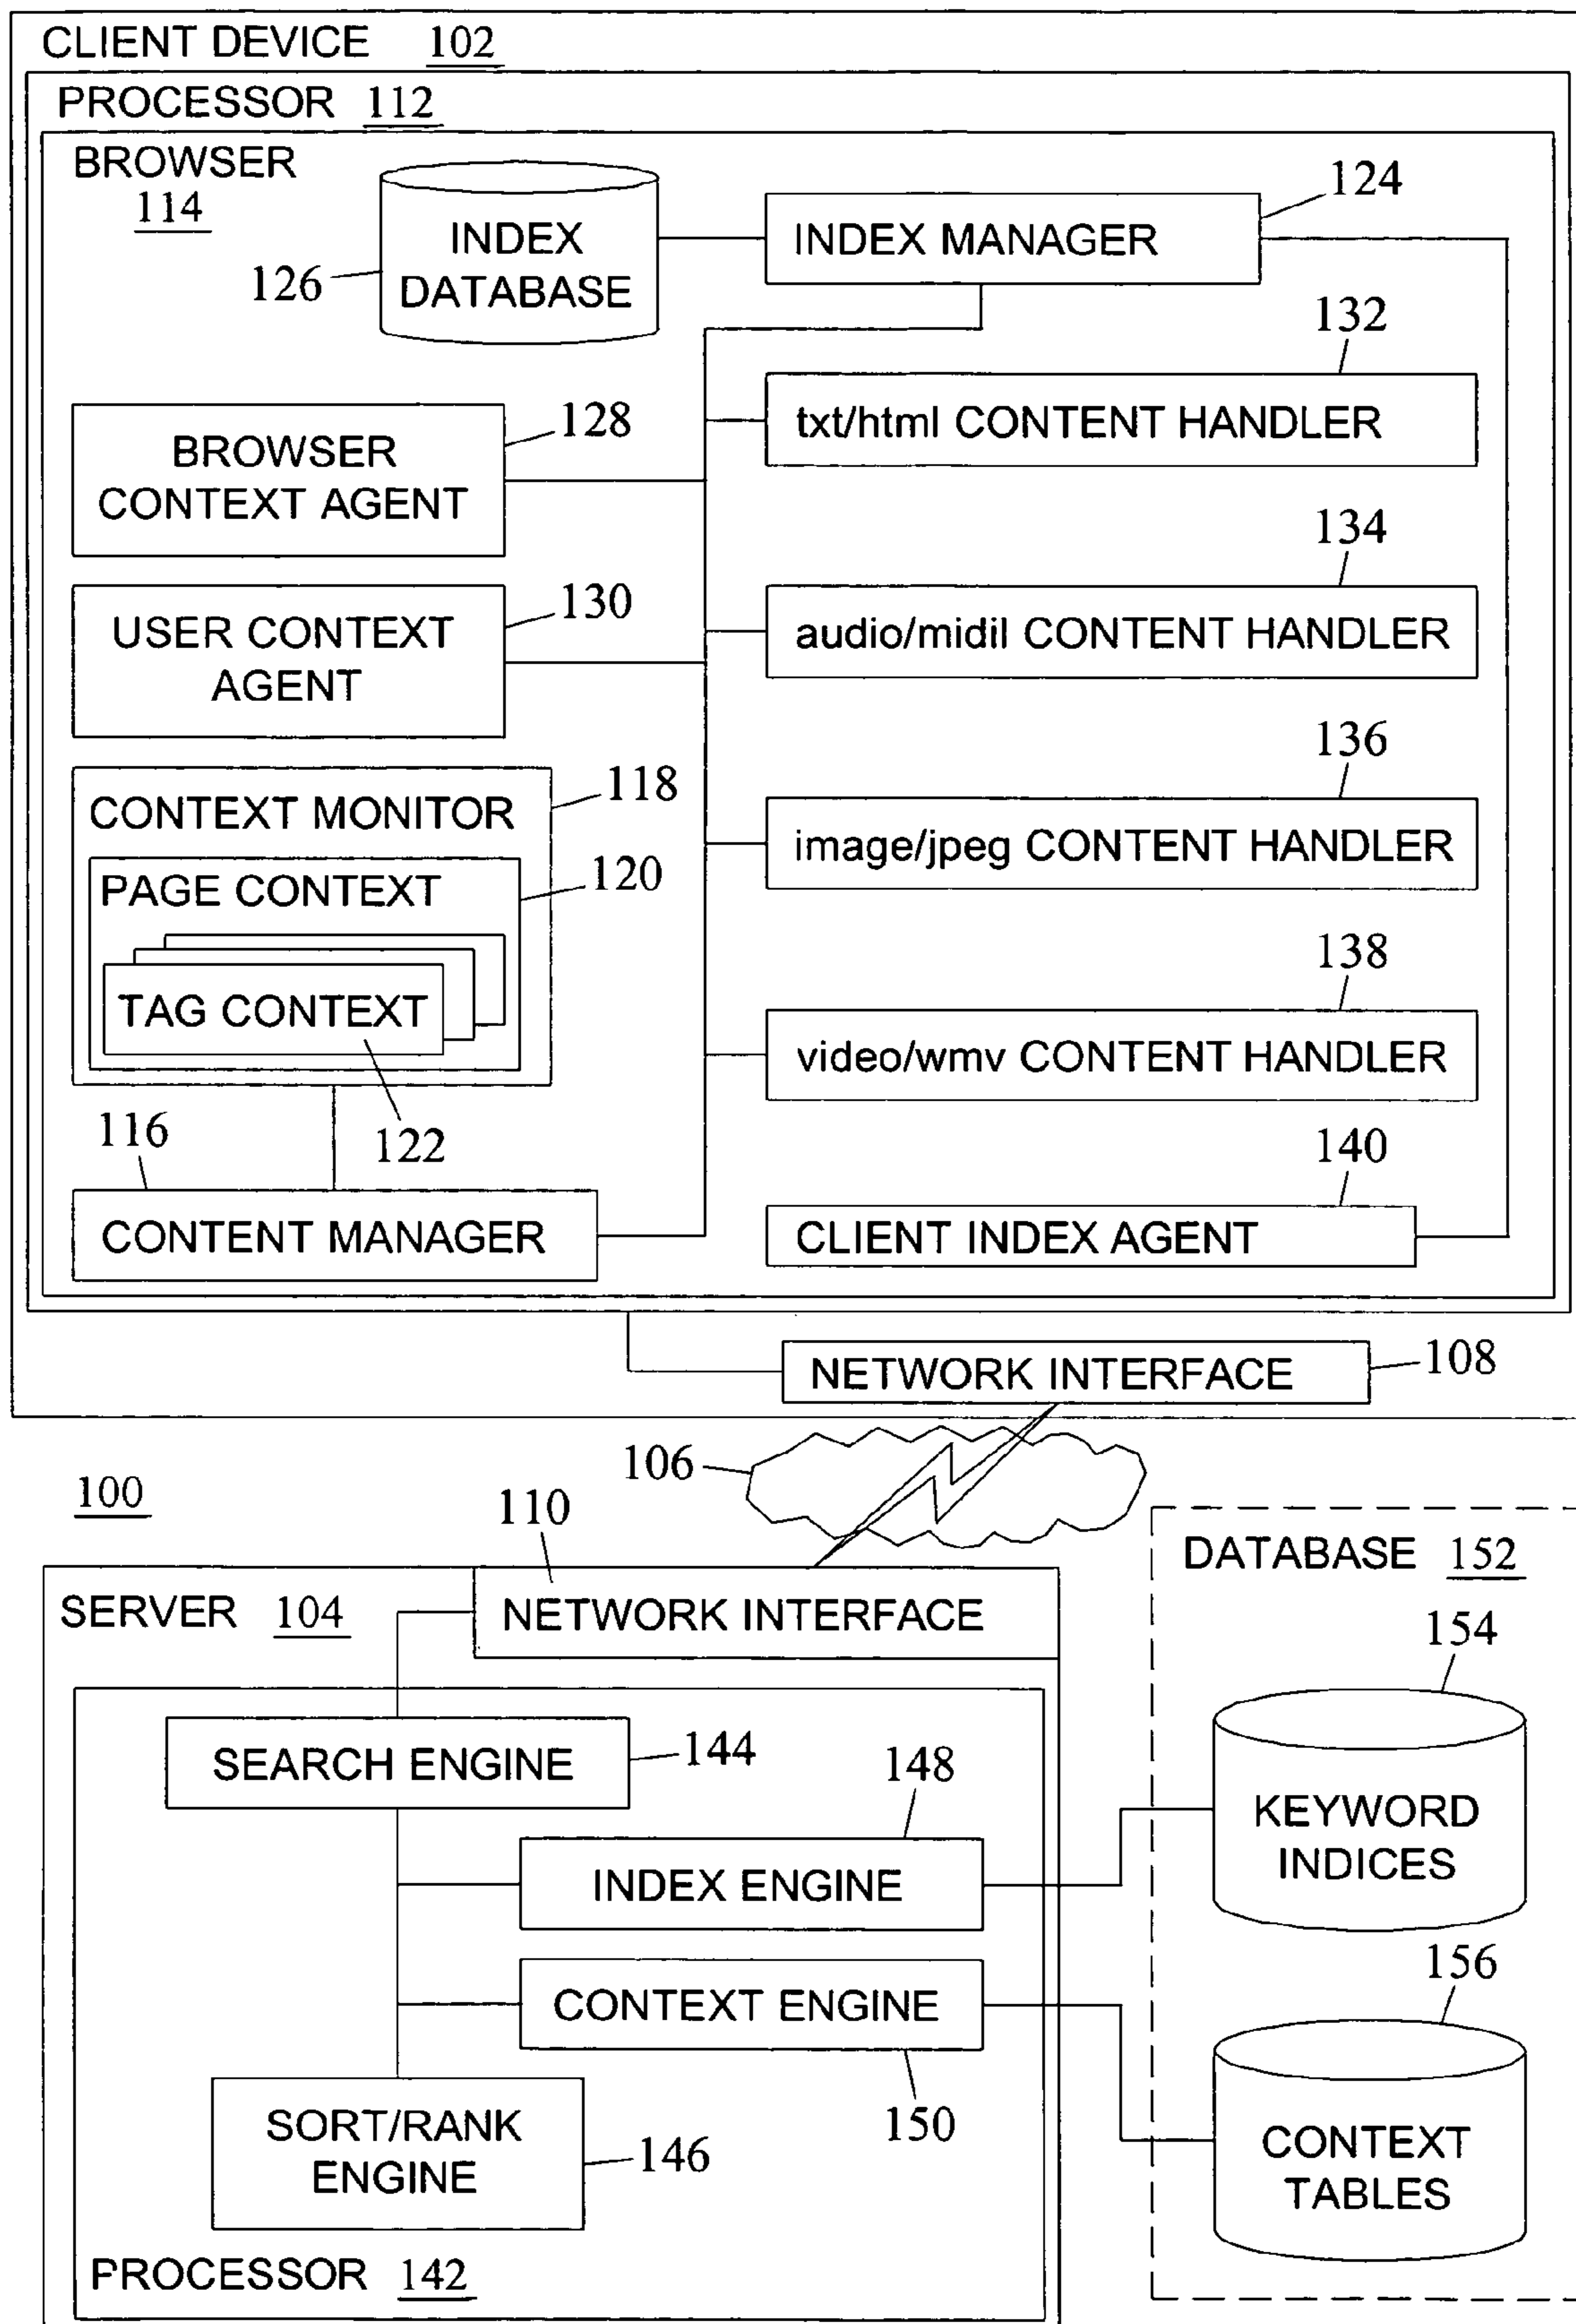 CLIENT DEVICE 102
PROCESSOR 112
BROWSER
114
INDEX
DATABASE
126
INDEX MANAGER
124
132
txt/html CONTENT HANDLER
BROWSER
CONTEXT AGENT
128
134
audio/midil CONTENT HANDLER
USER CONTEXT
AGENT
130
136
image/jpeg CONTENT HANDLER
CONTEXT MONITOR
118
PAGE CONTEXT
120
TAG CONTEXT
122
138
video/wmv CONTENT HANDLER
116
CONTENT MANAGER
140
CLIENT INDEX AGENT
NETWORK INTERFACE
108
106
100
110
SERVER 104
NETWORK INTERFACE
DATABASE 152
154
SEARCH ENGINE
144
148
INDEX ENGINE
KEYWORD
INDICES
CONTEXT ENGINE
150
156
CONTEXT
TABLES
SORT/RANK
ENGINE
146
PROCESSOR 142